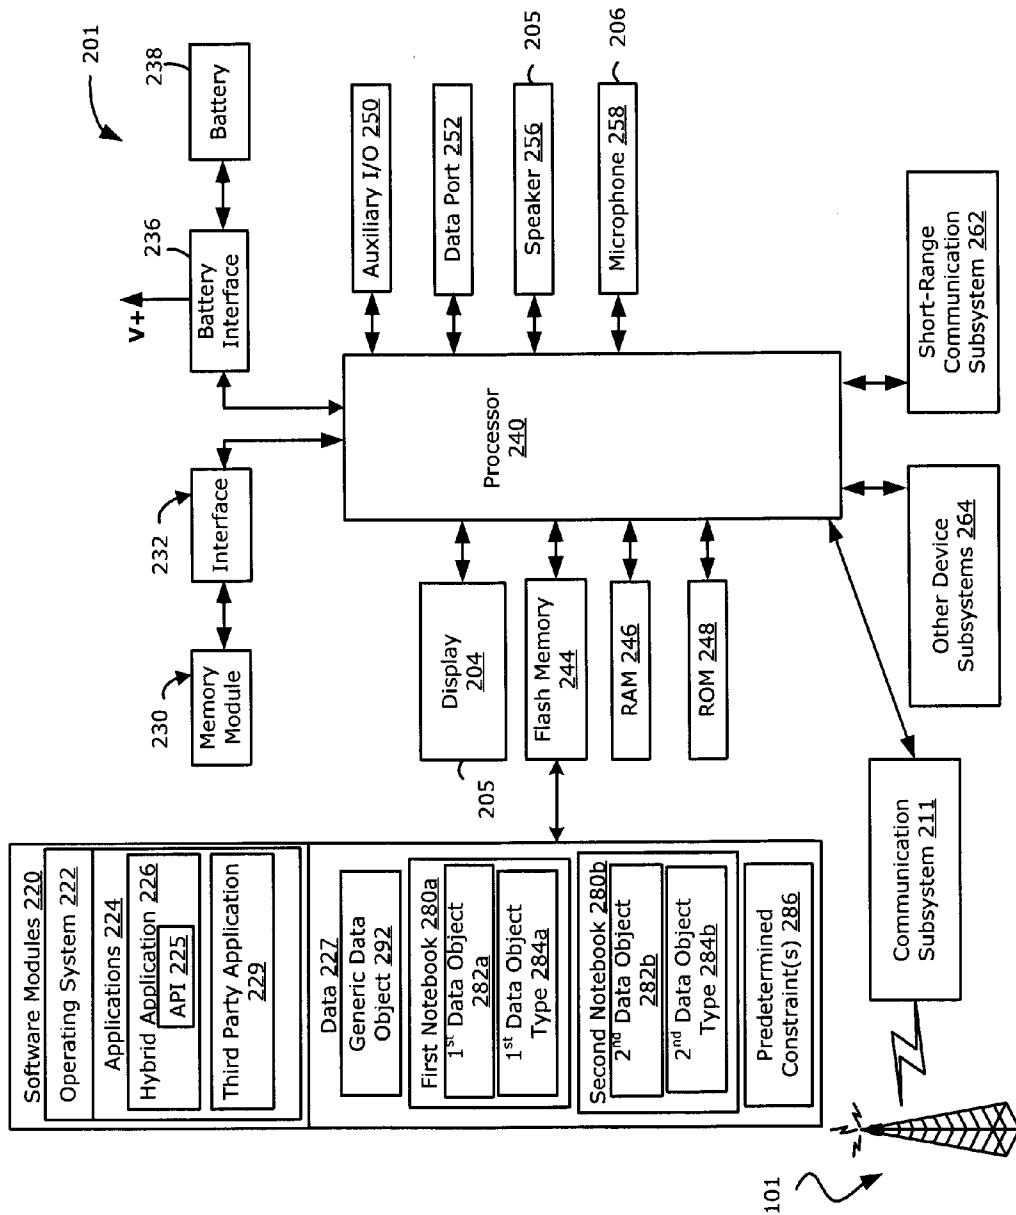 201
Battery
238
Battery
Interface
236
V+
Interface
232
Memory
Module
230
Auxiliary I/O 250
Data Port 252
Speaker 256
205
Microphone 258
206
Processor
240
Display
204
205
Flash Memory
244
RAM 246
ROM 248
Short-Range
Communication
Subsystem 262
Other Device
Subsystems 264
Communication
Subsystem 211
101
Software Modules 220
Operating System 222
Applications 224
Hybrid Application 226
API 225
Third Party Application
229
Data 227
Generic Data
Object 292
First Notebook 280a
1st Data Object
282a
1st Data Object
Type 284a
Second Notebook 280b
2nd Data Object
282b
2nd Data Object
Type 284b
Predetermined
Constraint(s) 286